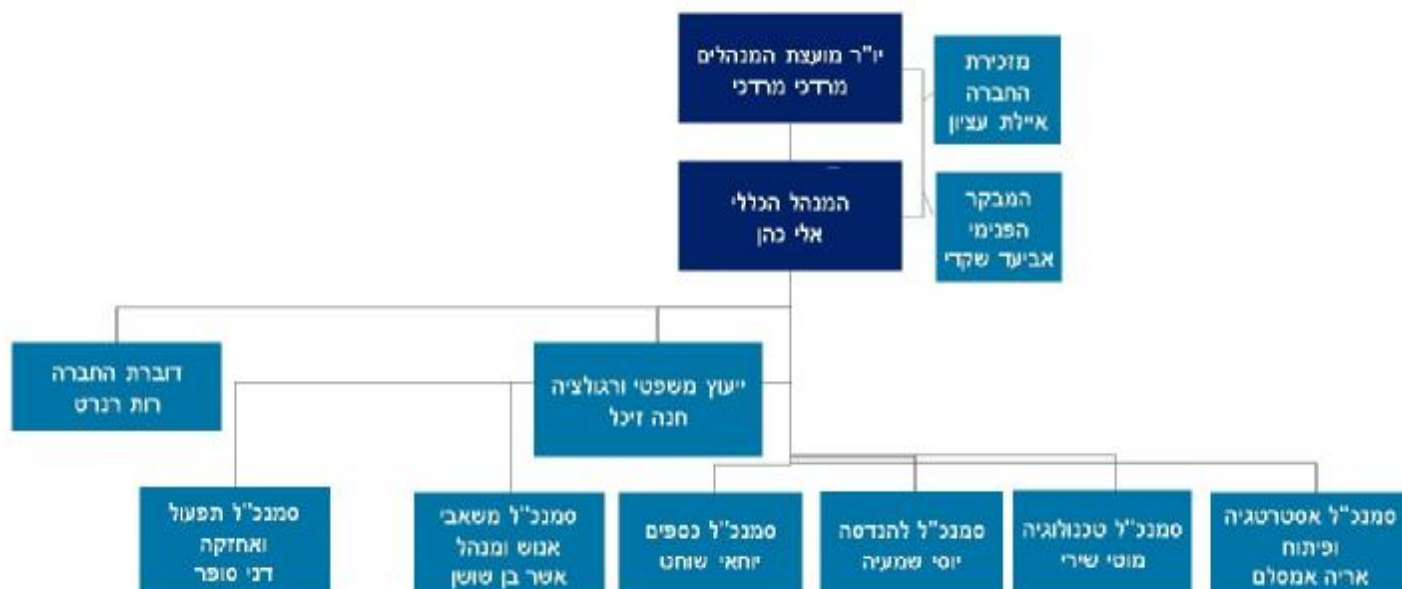 יו"ר מועצת המנהלים
מרדכי מרדכי
מזכירת
החברה
איילת עציון
המנהל הכללי
אלי כהן
המבקר
הפנימי
אביעד שקדי
ייעוץ משפטי ורגולציה
חנה זיכל
דוברת החברה
רות רנרט
סמנכ"ל אסטרטגיה
ופיתוח
אריה אמסלם
סמנכ"ל טכנולוגיה
מוטי שירי
סמנכ"ל להנדסה
יוסי שמעיה
סמנכ"ל כספים
יוחאי שוחט
סמנכ"ל משאבי
אנוש ומנהל
אשר בן שושן
סמנכ"ל תפעול
ואחזקה
דני סופר